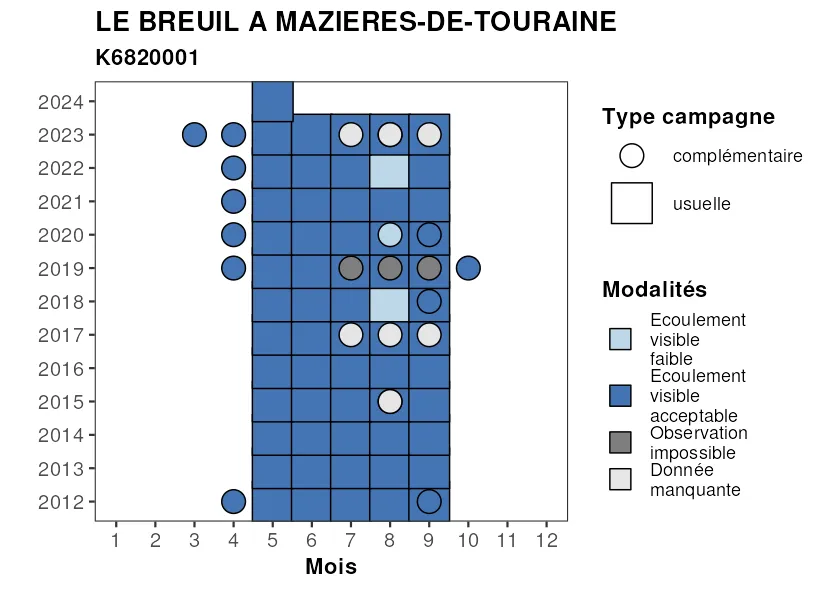 LE BREUIL A MAZIERES-DE-TOURAINE
K6820001
2024
2023
2022
2021
2020
2019
2018
2017
2016
2015
2014
2013
2012
1 2 3 4 5 6 7 8 9 10 11 12
Mois
Type campagne
complémentaire
usuelle
Modalités
Ecoulement
visible
faible
Ecoulement
visible
acceptable
Observation
impossible
Donnée
manquante